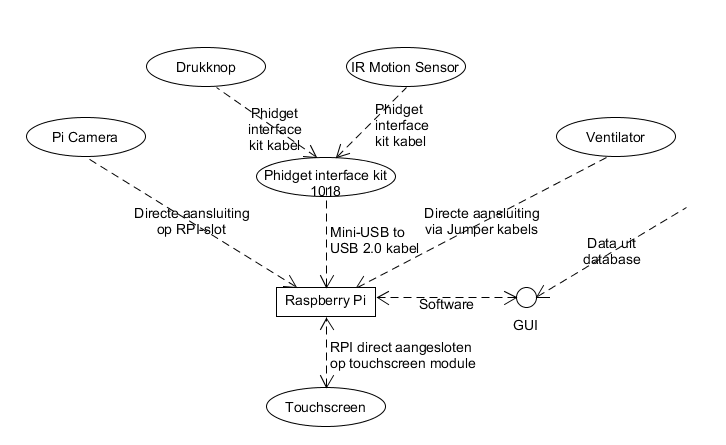 Drukknop
IR Motion Sensor
Phidget
interface
kit kabel
Phidget
interface
kit kabel
Pi Camera
Ventilator
Phidget interface kit
1018
Directe aansluiting
op RPI-slot
Directe aansluiting
via Jumper kabels
Mini-USB to
USB 2.0 kabel
Data uit
database
Raspberry Pi
Software
GUI
RPI direct aangesloten
op touchscreen module
Touchscreen